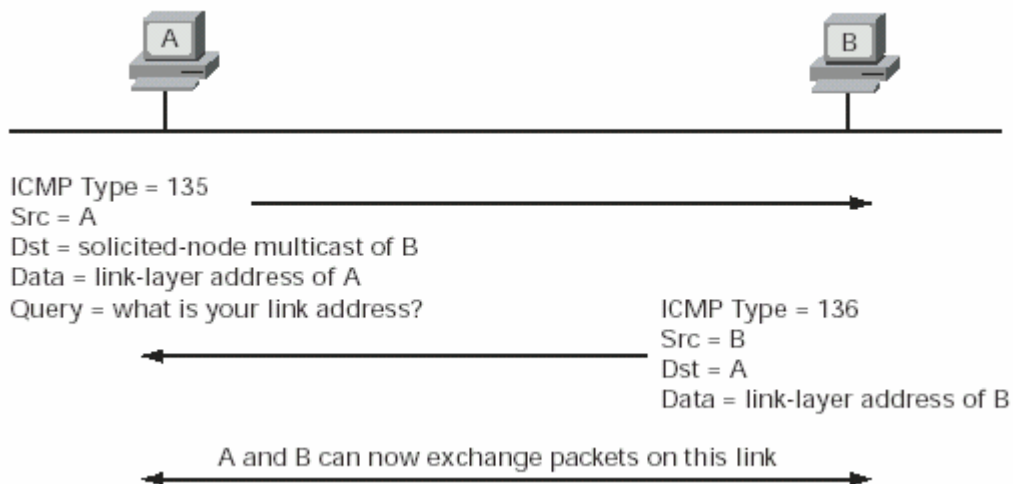 A
B
ICMP Type = 135
Src = A
Dst = solicited-node multicast of B
Data = link-layer address of A
Query = what is your link address?
ICMP Type = 136
Src = B
Dst = A
Data = link-layer address of B
A and B can now exchange packets on this link